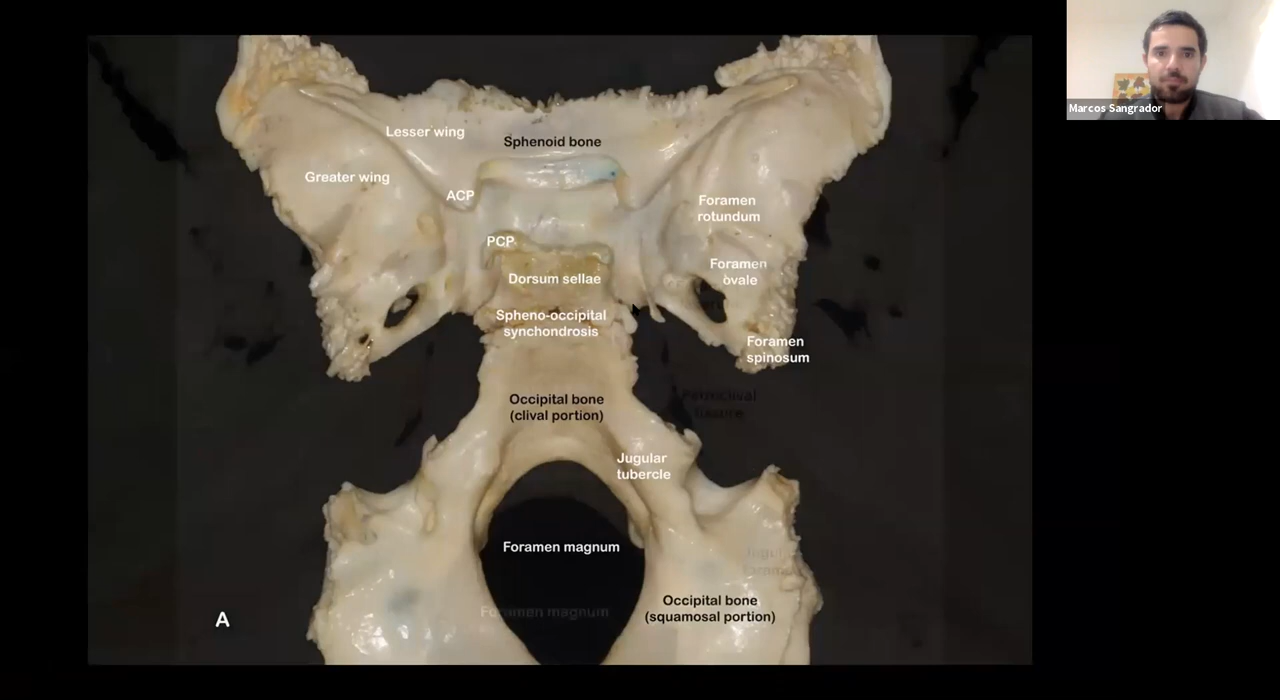 Marcos Sangrador
Lesser wing
Sphenoid bone
Greater wing
ACP
Foramen
rotundum
PCP
Foramen
ovale
Dorsum sellae
Spheno-occipital
synchondrosis
Foramen
spinosum
Occipital bone
(clival portion)
Petroclival
fissure
Jugular
tubercle
Foramen magnum
Occipital bone
(squamosal portion)
Foramen magnum
A